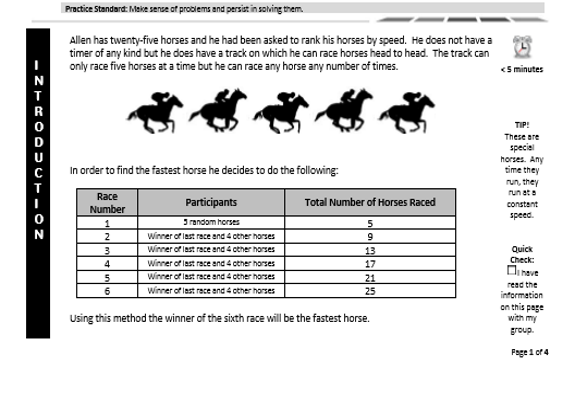 Practice Standard: Make sense of problems and persist in solving them.
INTRODUCTION
Allen has twenty-five horses and he had been asked to rank his horses by speed. He does not have a
timer of any kind but he does have a track on which he can race horses head to head. The track can
only race five horses at a time but he can race any horse any number of times.
< 5 minutes
TIP!
These are
special
horses. Any
time they
run, they
run at a
constant
speed.
In order to find the fastest horse he decides to do the following:
Race
Number
Participants
Total Number of Horses Raced
1 5 random horses 5
2 Winner of last race and 4 other horses 9
3 Winner of last race and 4 other horses 13
4 Winner of last race and 4 other horses 17
5 Winner of last race and 4 other horses 21
6 Winner of last race and 4 other horses 25
Quick
Check:
I have
read the
information
on this page
with my
group.
Using this method the winner of the sixth race will be the fastest horse.
Page 1 of 4